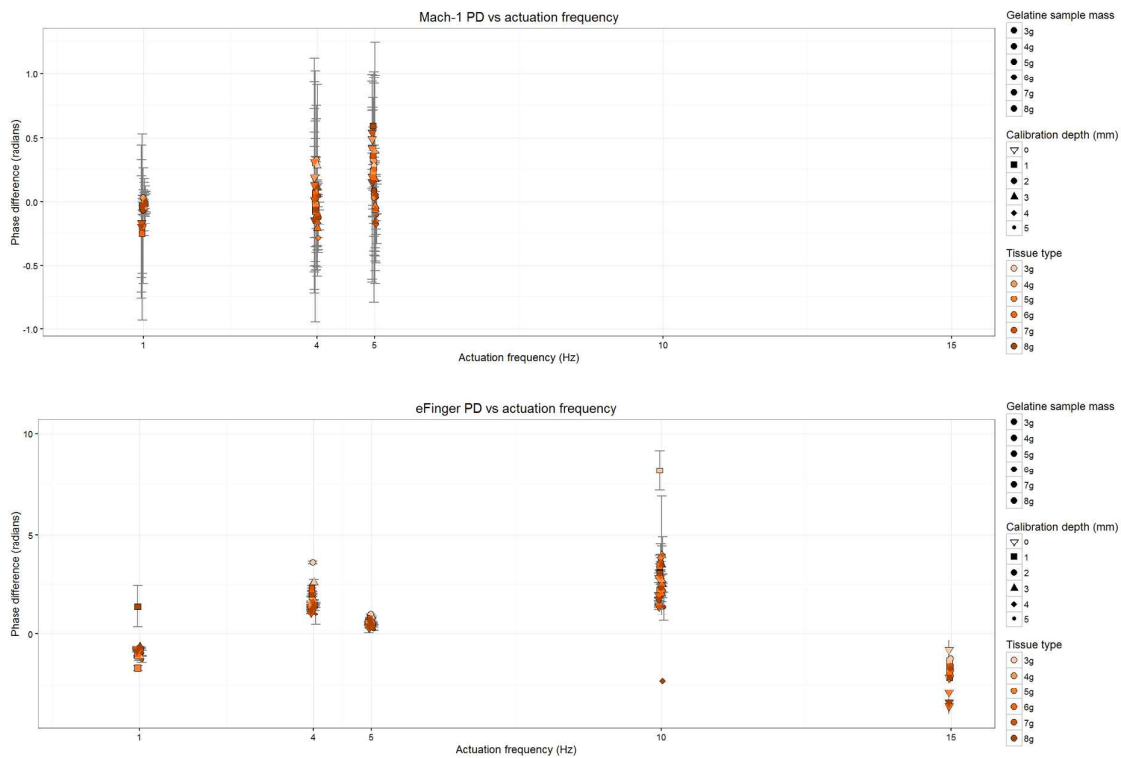 Mach-1 PD vs actuation frequency
Phase difference (radians)
1.0
0.5
0.0
-0.5
-1.0
1
4
5
10
15
Actuation frequency (Hz)
Gelatine sample mass
3g
4g
5g
6g
7g
8g
Calibration depth (mm)
0
1
2
3
4
5
Tissue type
3g
4g
5g
6g
7g
8g
eFinger PD vs actuation frequency
Phase difference (radians)
10
5
0
1
4
5
10
15
Actuation frequency (Hz)
Gelatine sample mass
3g
4g
5g
6g
7g
8g
Calibration depth (mm)
0
1
2
3
4
5
Tissue type
3g
4g
5g
6g
7g
8g